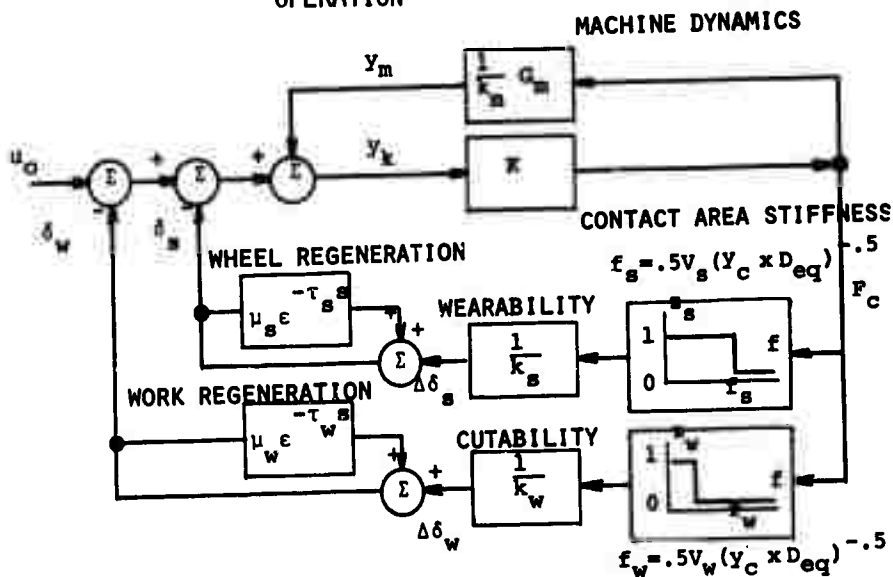 OPERATION
MACHINE DYNAMICS
y_m
1/k_m G_m
u_o
+
+
+
Σ
Σ
Σ
y_k
K
-
-
δ_w
δ_s
CONTACT AREA STIFFNESS
WHEEL REGENERATION
f_s=.5V_s(Y_c x D_eq)^-.5
F_c
μ_s ε^-τ_s s
+
+
Σ
Δδ_s
WEARABILITY
1/k_s
1
0
f
f_s
WORK REGENERATION
μ_w ε^-τ_w s
+
+
Σ
Δδ_w
CUTABILITY
1/k_w
1
0
f
f_w=.5V_w(y_c x D_eq)^-.5